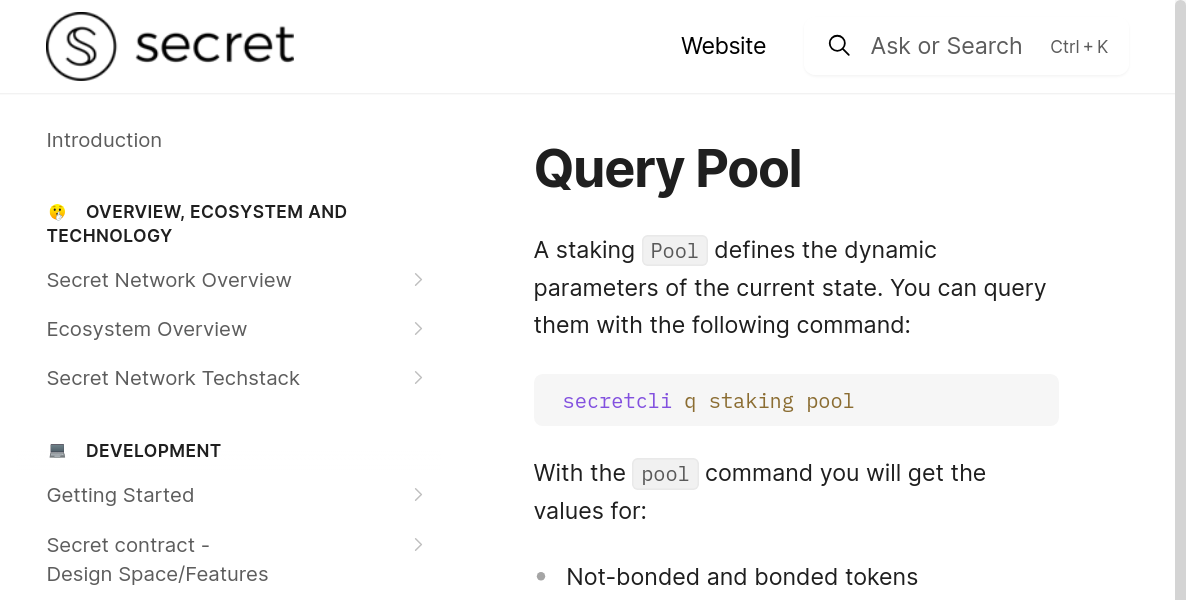 secret
Website
Ask or Search Ctrl + K
Introduction
OVERVIEW, ECOSYSTEM AND
TECHNOLOGY
Secret Network Overview
Ecosystem Overview
Secret Network Techstack
DEVELOPMENT
Getting Started
Secret contract -
Design Space/Features
Query Pool
A staking Pool defines the dynamic
parameters of the current state. You can query
them with the following command:
secretcli q staking pool
With the pool command you will get the
values for:
Not-bonded and bonded tokens